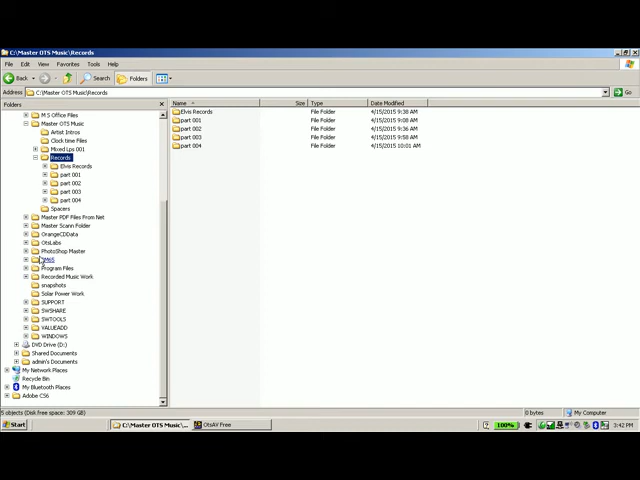 C:\Master OTS Music\Records
File Edit View Favorites Tools Help
Back Search Folders
Address C:\Master OTS Music\Records Go
Folders
M S Office Files
Master OTS Music
Artist Intros
Clock time Files
Mixed Lps 001
Records
Elvis Records
part 001
part 002
part 003
part 004
Spacers
Master PDF Files From Net
Master Scan Folder
OrangeCDData
OtsLabs
PhotoShop Master
Program Files
Recorded Music Work
snapshots
Solar Power Work
SUPPORT
SWSHARE
SWTOOLS
VALUEADD
WINDOWS
DVD Drive (D:)
Shared Documents
admin's Documents
My Network Places
Recycle Bin
My Bluetooth Places
Adobe CS6
Name Size Type Date Modified
Elvis Records File Folder 4/15/2015 9:38 AM
part 001 File Folder 4/15/2015 9:08 AM
part 002 File Folder 4/15/2015 9:36 AM
part 003 File Folder 4/15/2015 9:58 AM
part 004 File Folder 4/15/2015 10:01 AM
5 objects (Disk free space: 309 GB) 0 bytes My Computer
Start C:\Master OTS Music\... OtsAV Free 100% 3:42 PM